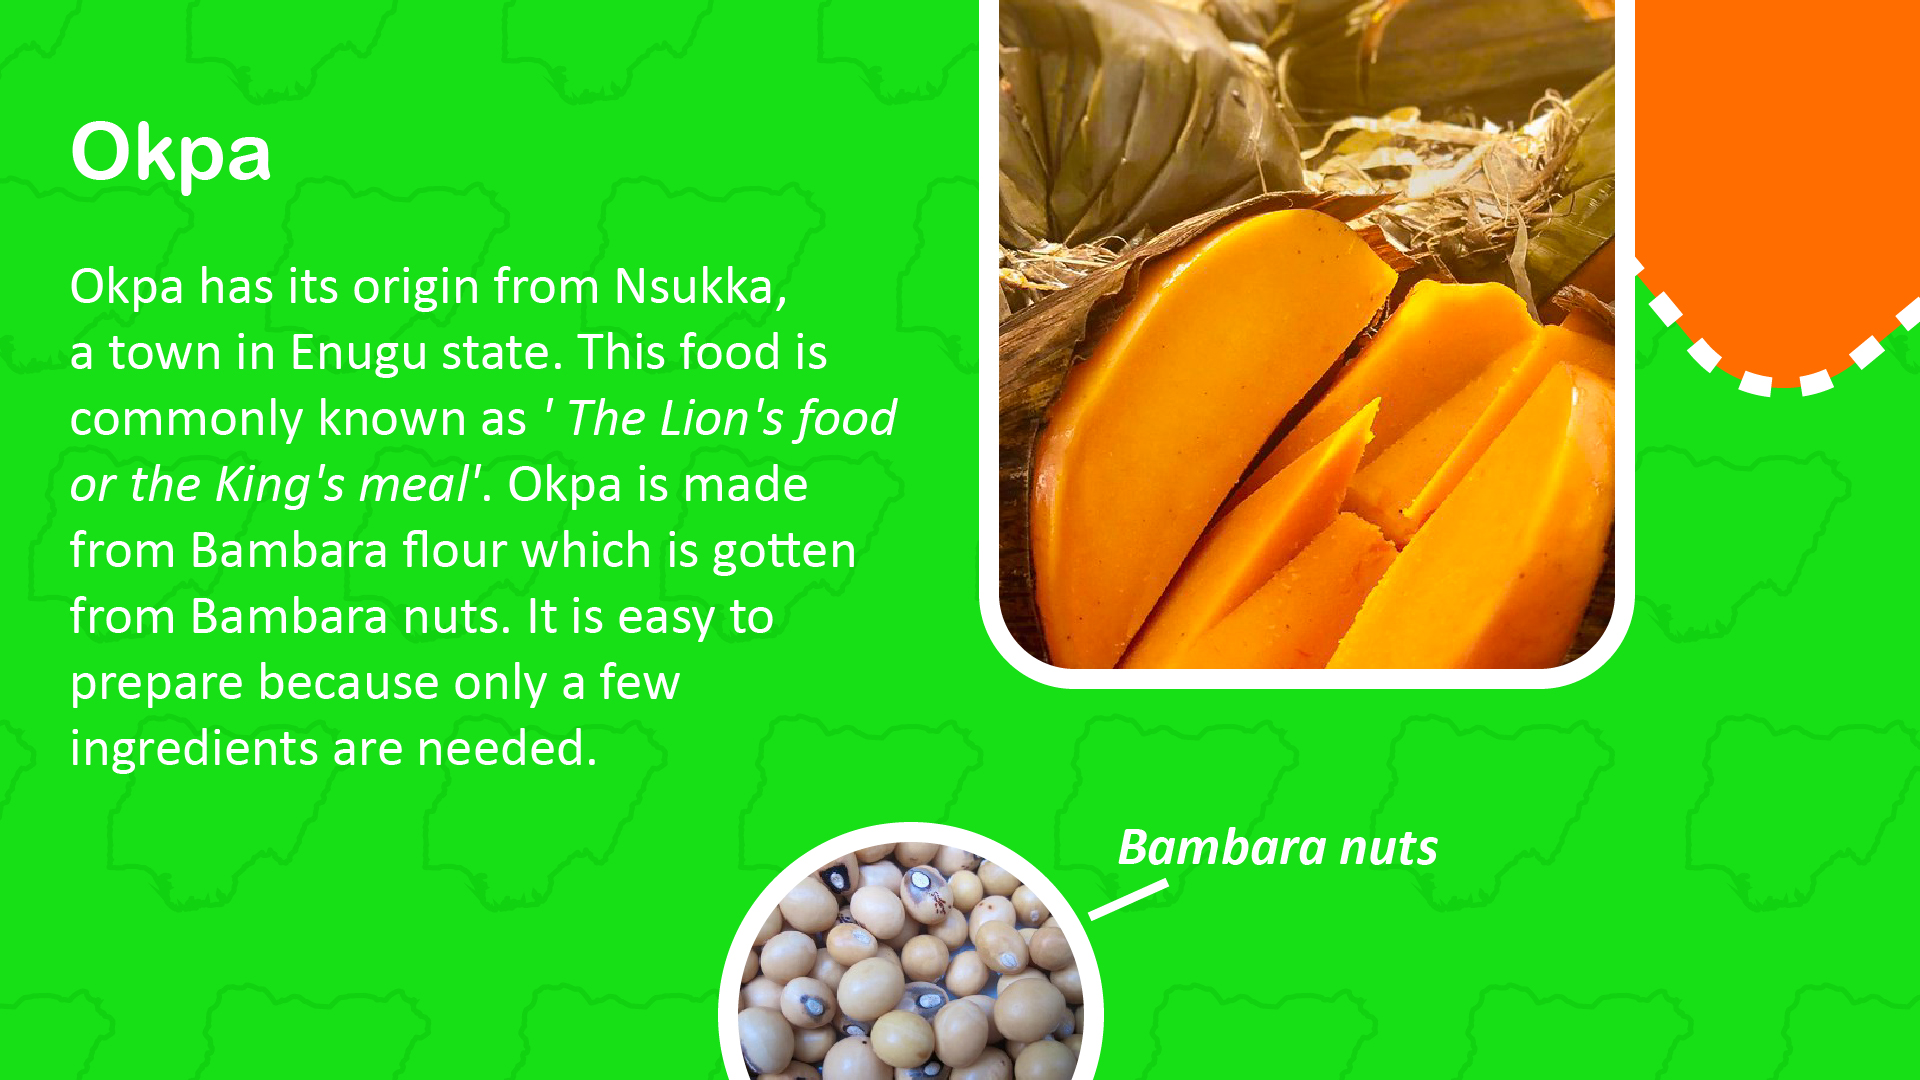 Okpa
Okpa has its origin from Nsukka,
a town in Enugu state. This food is
commonly known as ' The Lion's food
or the King's meal'. Okpa is made
from Bambara flour which is gotten
from Bambara nuts. It is easy to
prepare because only a few
ingredients are needed.
Bambara nuts